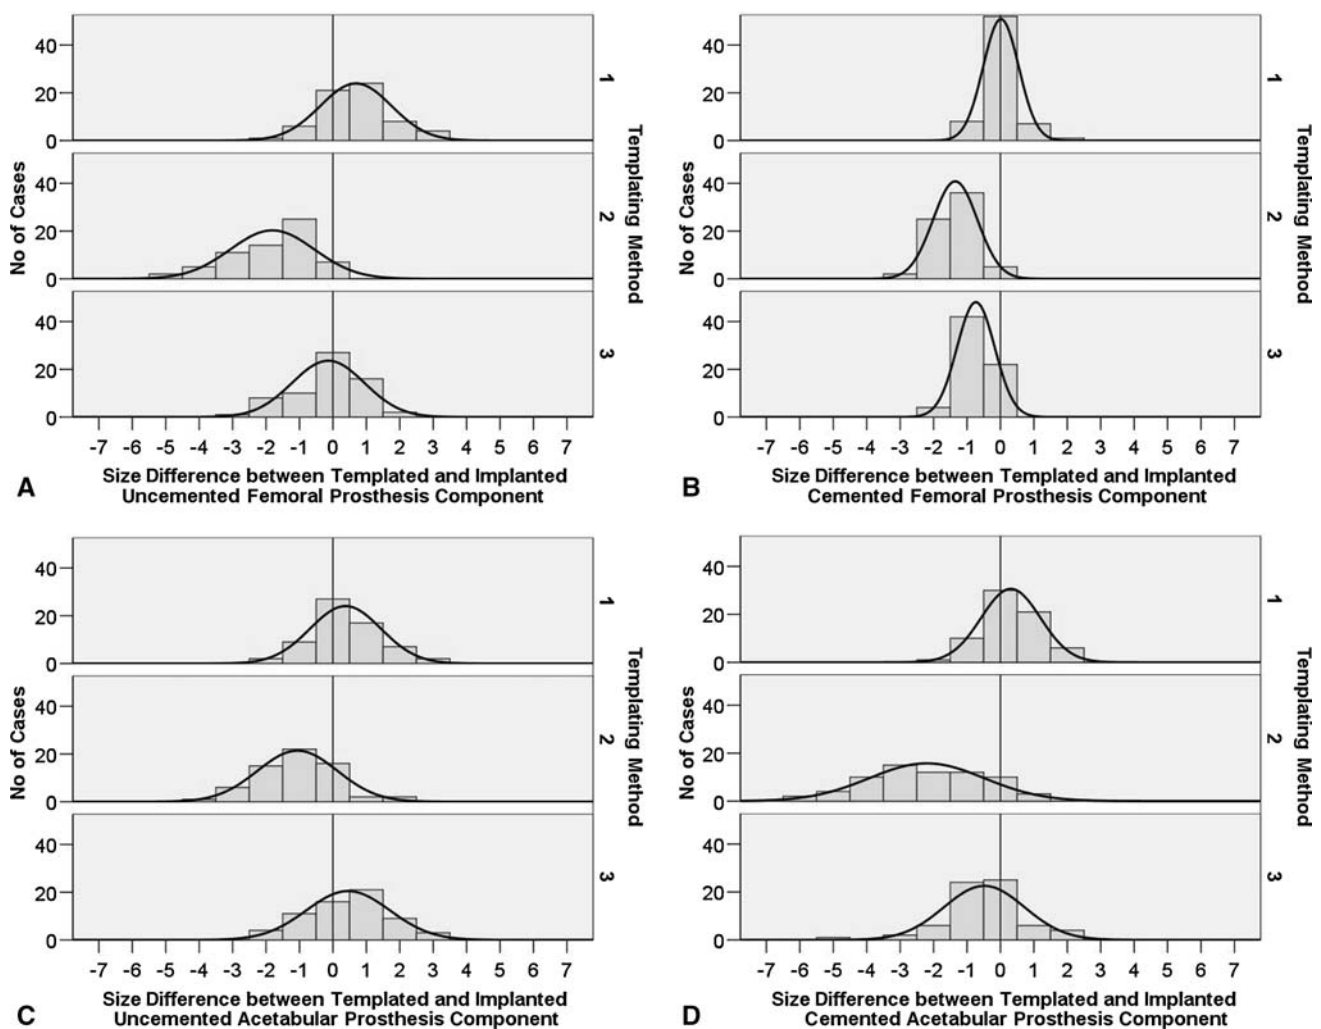 40
20
0
1
40
20
0
2
40
20
0
3
No of Cases
Templating Method
-7 -6 -5 -4 -3 -2 -1 0 1 2 3 4 5 6 7
Size Difference between Templated and Implanted
Uncemented Femoral Prosthesis Component
A
40
20
0
1
40
20
0
2
40
20
0
3
No of Cases
Templating Method
-7 -6 -5 -4 -3 -2 -1 0 1 2 3 4 5 6 7
Size Difference between Templated and Implanted
Cemented Femoral Prosthesis Component
B
40
20
0
1
40
20
0
2
40
20
0
3
No of Cases
Templating Method
-7 -6 -5 -4 -3 -2 -1 0 1 2 3 4 5 6 7
Size Difference between Templated and Implanted
Uncemented Acetabular Prosthesis Component
C
40
20
0
1
40
20
0
2
40
20
0
3
No of Cases
Templating Method
-7 -6 -5 -4 -3 -2 -1 0 1 2 3 4 5 6 7
Size Difference between Templated and Implanted
Cemented Acetabular Prosthesis Component
D